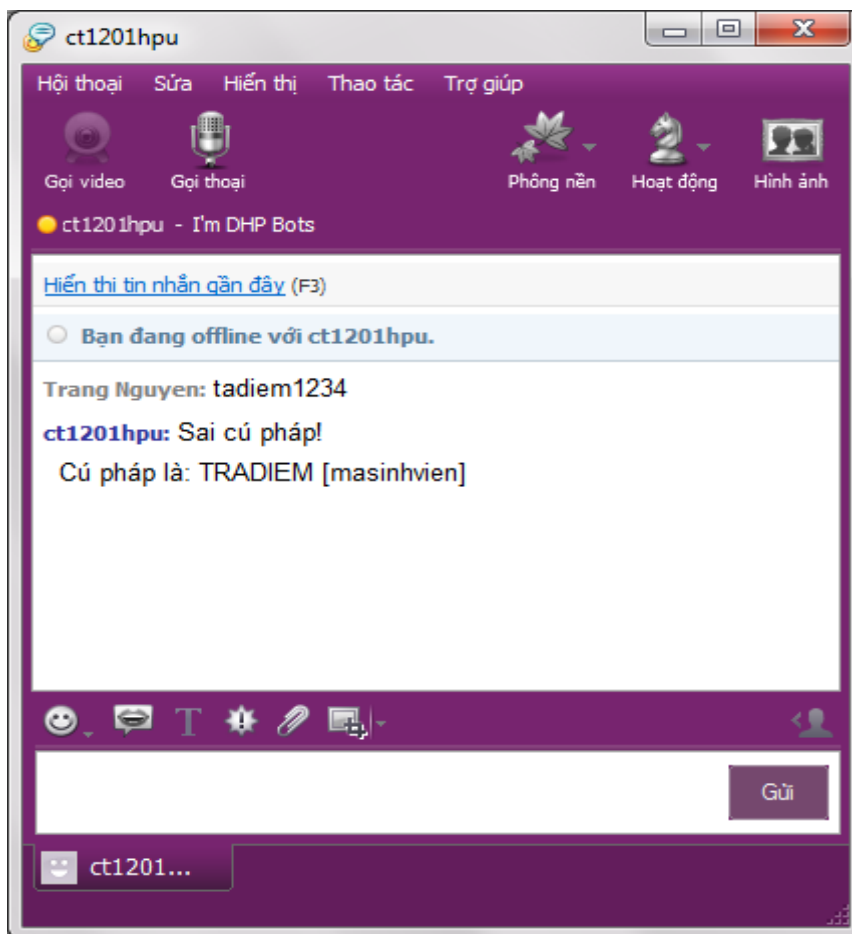 ct1201hpu
Hội thoại Sửa Hiển thị Thao tác Trợ giúp
Gọi video Gọi thoại Phông nền Hoạt động Hình ảnh
ct1201hpu - I'm DHP Bots
Hiển thi tin nhắn gần đây (F3)
Bạn đang offline với ct1201hpu.
Trang Nguyen: tadiem1234
ct1201hpu: Sai cú pháp!
Cú pháp là: TRADIEM [masinhvien]
T
Gửi
ct1201...